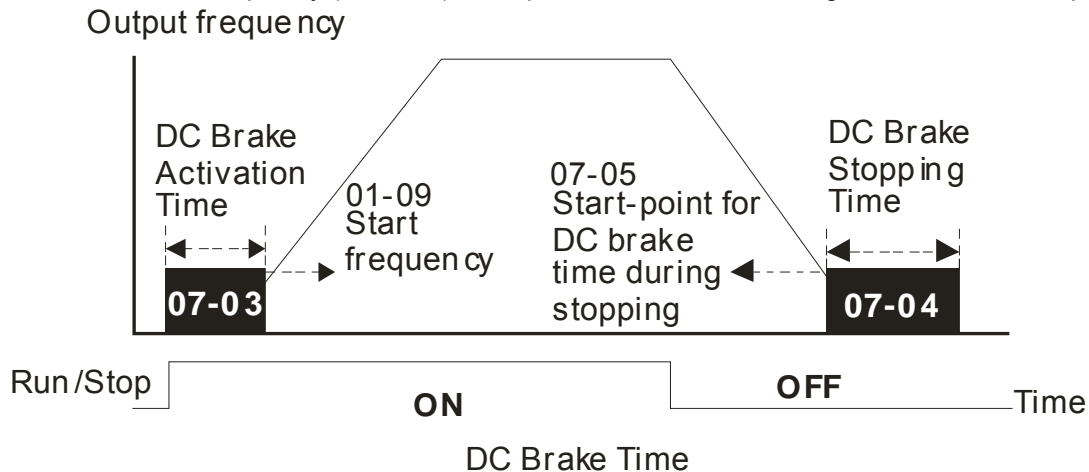 Output frequency
DC Brake
Activation
Time
01-09
Start
frequency
07-05
Start-point for
DC brake
time during
stopping
DC Brake
Stopping
Time
07-03
07-04
Run/Stop
ON
OFF
Time
DC Brake Time